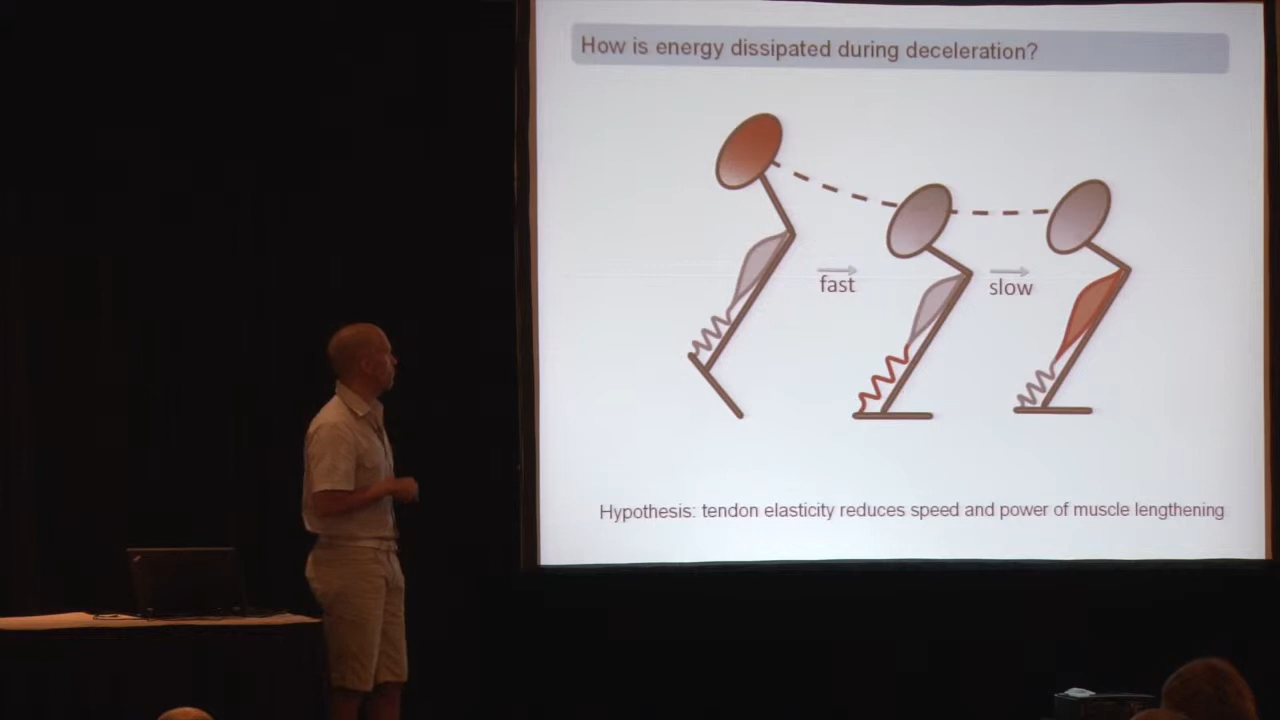 How is energy dissipated during deceleration?
fast
slow
Hypothesis: tendon elasticity reduces speed and power of muscle lengthening